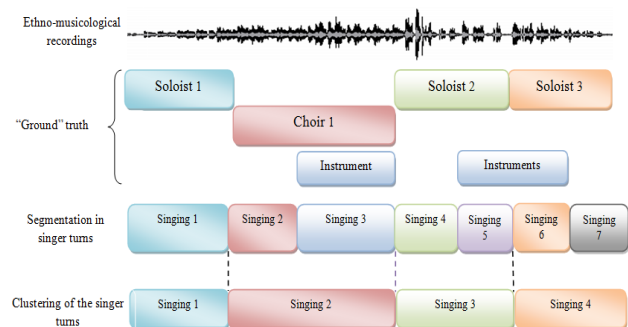 Ethno-musicological
recordings
Soloist 1
Soloist 2
Soloist 3
Choir 1
“Ground” truth
Instrument
Instruments
Segmentation in
singer turns
Singing 1
Singing 2
Singing 3
Singing 4
Singing
5
Singing
6
Singing
7
Clustering of the singer
turns
Singing 1
Singing 2
Singing 3
Singing 4